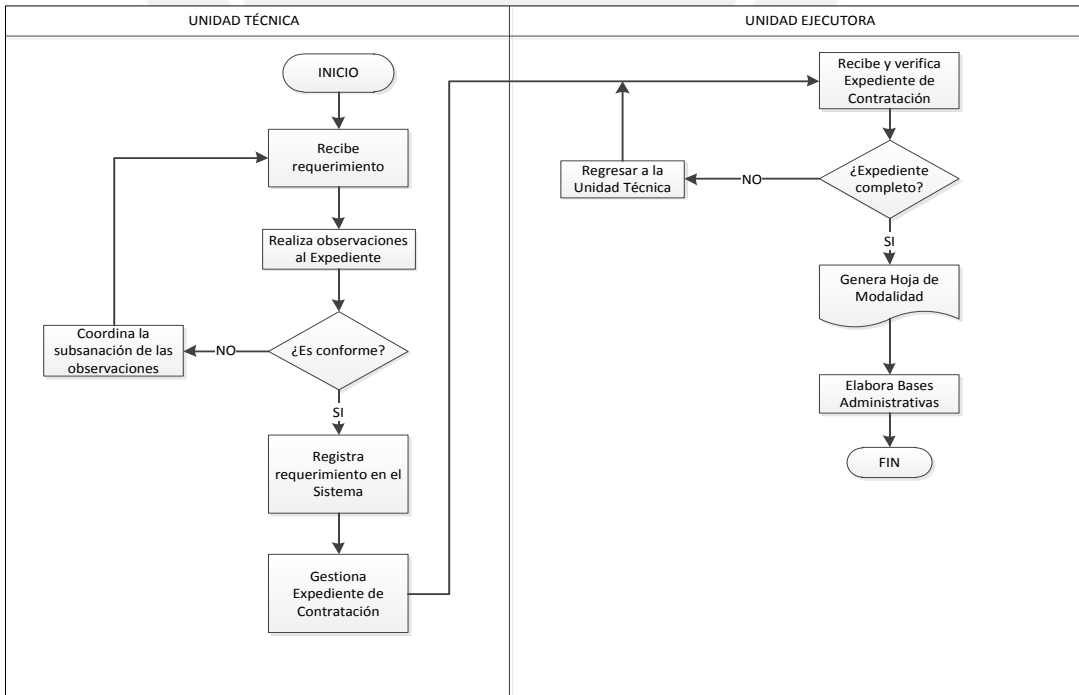 UNIDAD TÉCNICA
UNIDAD EJECUTORA
INICIO
Recibe
requerimiento
Realiza observaciones
al Expediente
¿Es conforme?
NO
Coordina la
subsanación de las
observaciones
SI
Registra
requerimiento en el
Sistema
Gestiona
Expediente de
Contratación
Recibe y verifica
Expediente de
Contratación
¿Expediente
completo?
NO
Regresar a la
Unidad Técnica
SI
Genera Hoja de
Modalidad
Elabora Bases
Administrativas
FIN